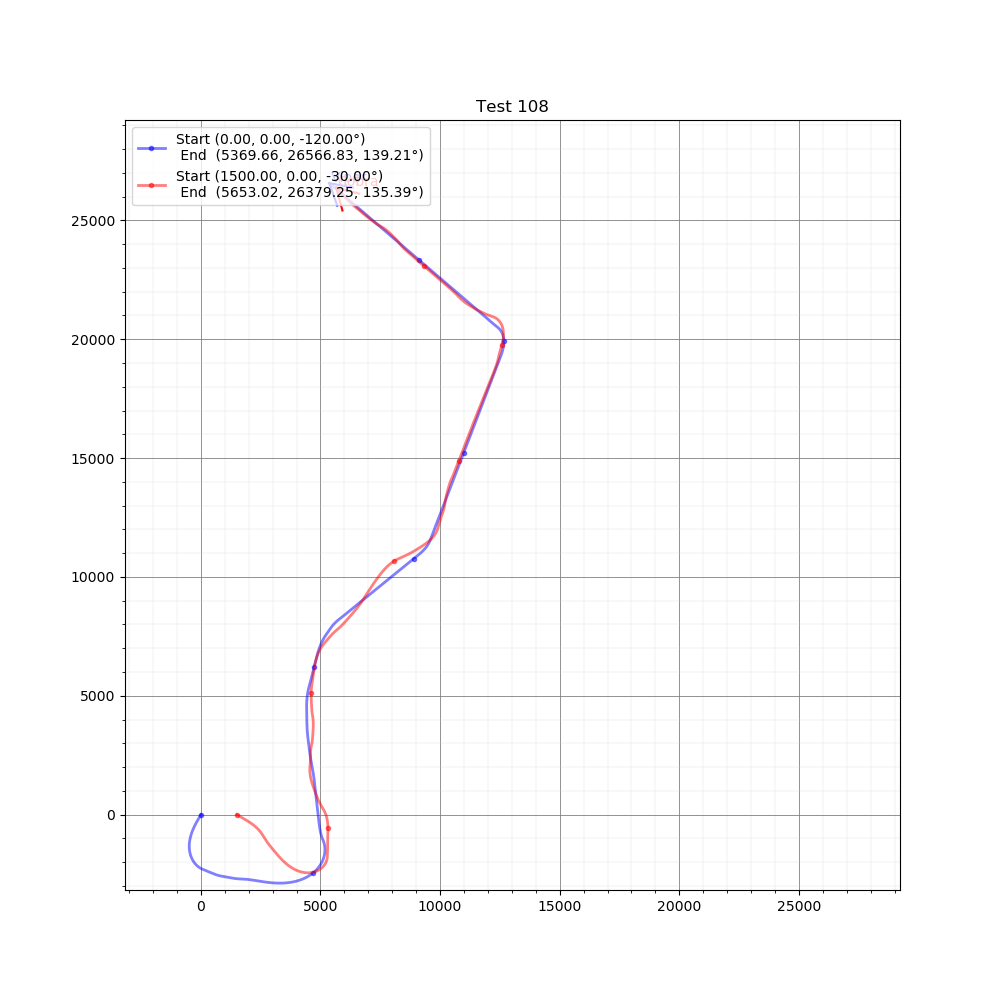 Test 108
Start (0.00, 0.00, -120.00°)
End (5369.66, 26566.83, 139.21°)
Start (1500.00, 0.00, -30.00°)
End (5653.02, 26379.25, 135.39°)
25000
20000
15000
10000
5000
0
0 5000 10000 15000 20000 25000